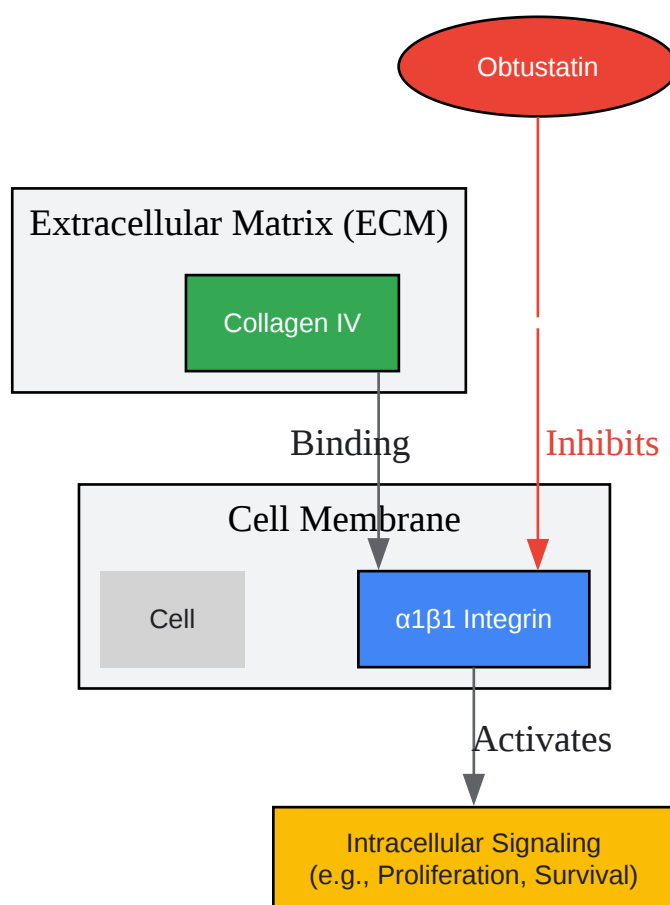 Obtustatin
Extracellular Matrix (ECM)
Collagen IV
Binding
Inhibits
Cell Membrane
Cell
α1β1 Integrin
Activates
Intracellular Signaling
(e.g., Proliferation, Survival)